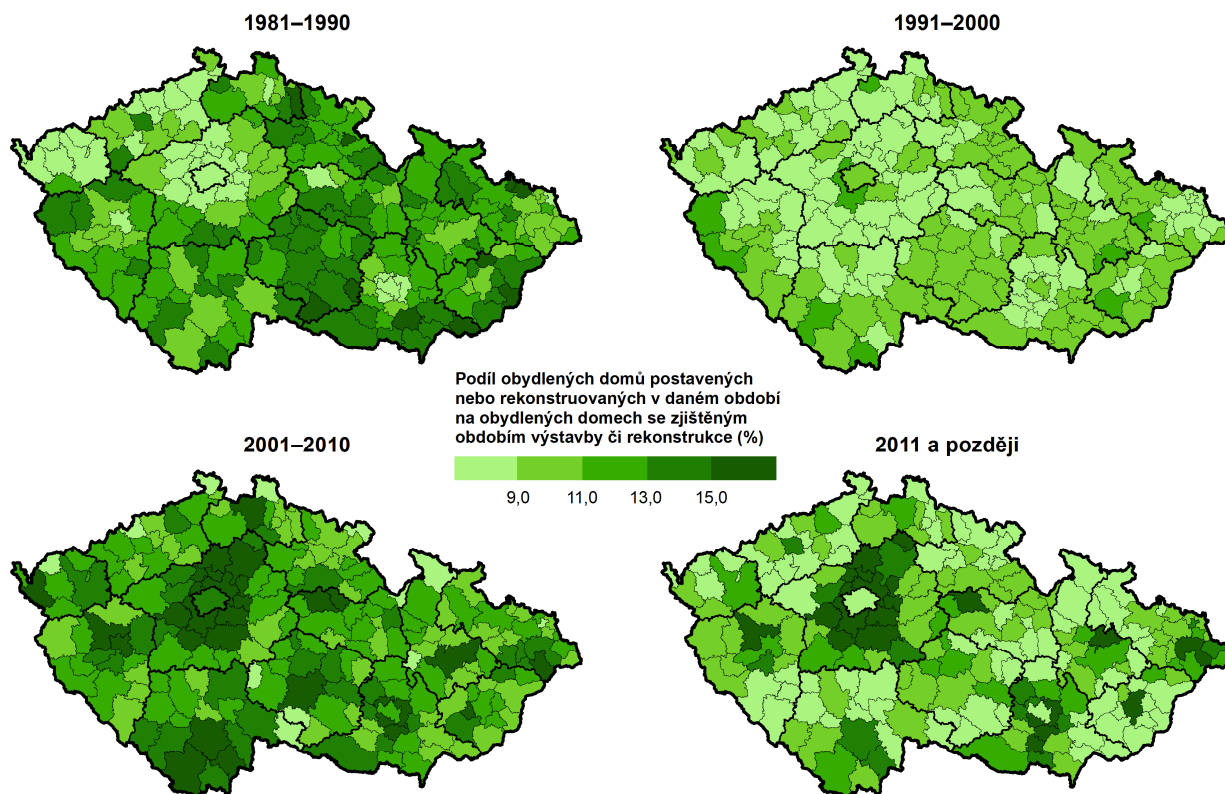 1981–1990
1991–2000
Podíl obydlených domů postavených
nebo rekonstruovaných v daném období
na obydlených domech se zjištěným
obdobím výstavby či rekonstrukce (%)
9,0 11,0 13,0 15,0
2001–2010
2011 a později